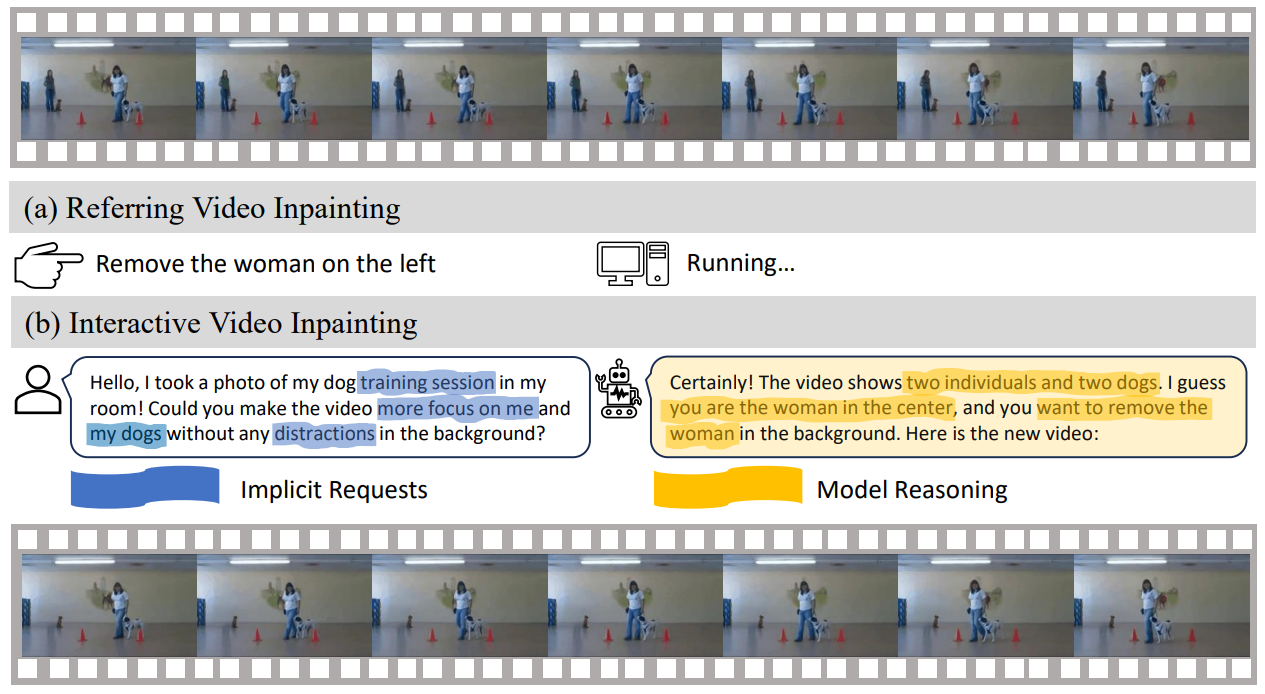 (a) Referring Video Inpainting
Remove the woman on the left
Running...
(b) Interactive Video Inpainting
Hello, I took a photo of my dog training session in my
room! Could you make the video more focus on me and
my dogs without any distractions in the background?
Certainly! The video shows two individuals and two dogs. I guess
you are the woman in the center, and you want to remove the
woman in the background. Here is the new video:
Implicit Requests
Model Reasoning